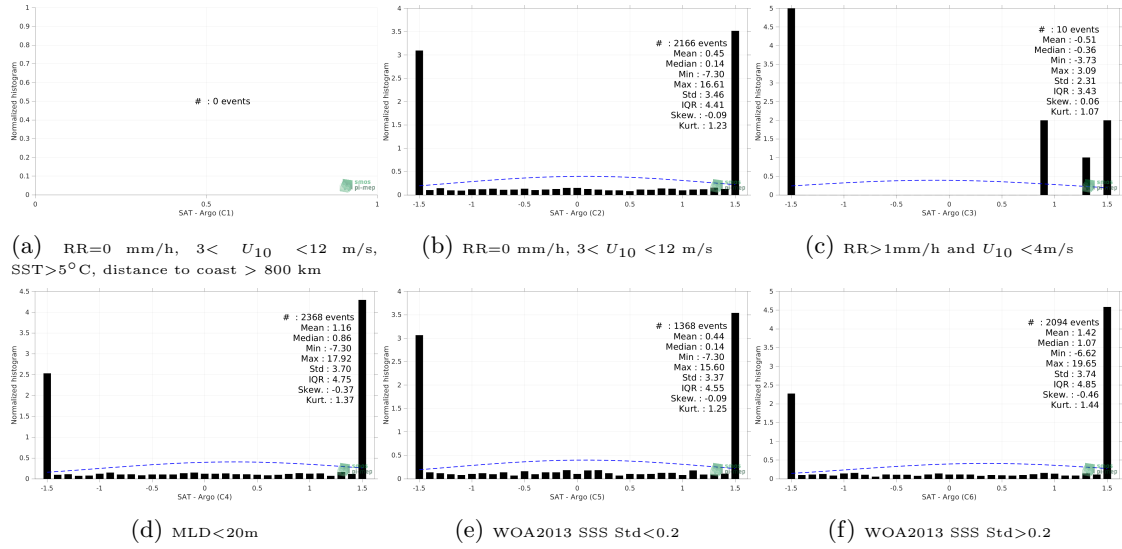 Normalized histogram
1
0.9
0.8
0.7
0.6
0.5
0.4
0.3
0.2
0.1
0
# : 0 events
smos
pi-mep
0 0.5 1
SAT - Argo (C1)
(a) RR=0 mm/h, 3< U10 <12 m/s,
SST>5°C, distance to coast > 800 km
Normalized histogram
4
3.5
3
2.5
2
1.5
1
0.5
0
# : 2166 events
Mean : 0.45
Median : 0.14
Min : -7.30
Max : 16.61
Std : 3.46
IQR : 4.41
Skew. : -0.09
Kurt. : 1.23
smos
pi-mep
-1.5 -1 -0.5 0 0.5 1 1.5
SAT - Argo (C2)
(b) RR=0 mm/h, 3< U10 <12 m/s
Normalized histogram
5
4.5
4
3.5
3
2.5
2
1.5
1
0.5
0
# : 10 events
Mean : -0.51
Median : -0.36
Min : -3.73
Max : 3.09
Std : 2.31
IQR : 3.43
Skew. : 0.06
Kurt. : 1.07
smos
pi-mep
-1.5 -1 -0.5 0 0.5 1 1.5
SAT - Argo (C3)
(c) RR>1mm/h and U10 <4m/s
Normalized histogram
4.5
4
3.5
3
2.5
2
1.5
1
0.5
0
# : 2368 events
Mean : 1.16
Median : 0.86
Min : -7.30
Max : 17.92
Std : 3.70
IQR : 4.75
Skew. : -0.37
Kurt. : 1.37
smos
pi-mep
-1.5 -1 -0.5 0 0.5 1 1.5
SAT - Argo (C4)
(d) MLD<20m
Normalized histogram
4
3.5
3
2.5
2
1.5
1
0.5
0
# : 1368 events
Mean : 0.44
Median : 0.14
Min : -7.30
Max : 15.60
Std : 3.37
IQR : 4.55
Skew. : -0.09
Kurt. : 1.25
smos
pi-mep
-1.5 -1 -0.5 0 0.5 1 1.5
SAT - Argo (C5)
(e) WOA2013 SSS Std<0.2
Normalized histogram
5
4.5
4
3.5
3
2.5
2
1.5
1
0.5
0
# : 2094 events
Mean : 1.42
Median : 1.07
Min : -6.62
Max : 19.65
Std : 3.74
IQR : 4.85
Skew. : -0.46
Kurt. : 1.44
smos
pi-mep
-1.5 -1 -0.5 0 0.5 1 1.5
SAT - Argo (C6)
(f) WOA2013 SSS Std>0.2